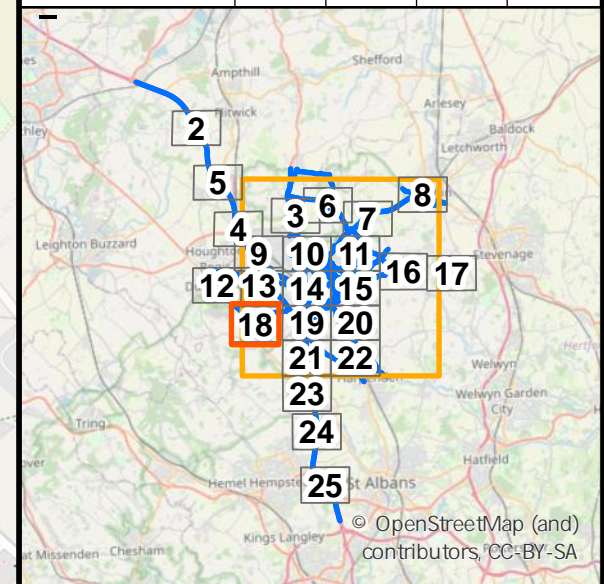 Shefford
Ampthill
Arlesey
Flitwick
2
Baldock
Letchworth
5
8
6
3
7
4
Leighton Buzzard
Houghton
9
10
11
Stevenage
16
17
12
13
14
15
18
19
20
21
22
Welwyn
23
Welwyn Garden
City
Tring
24
Hatfield
Hemel Hempste
25
St Albans
© OpenStreetMap (and)
Kings Langley
contributors, CC-BY-SA
at Missenden
Chesham